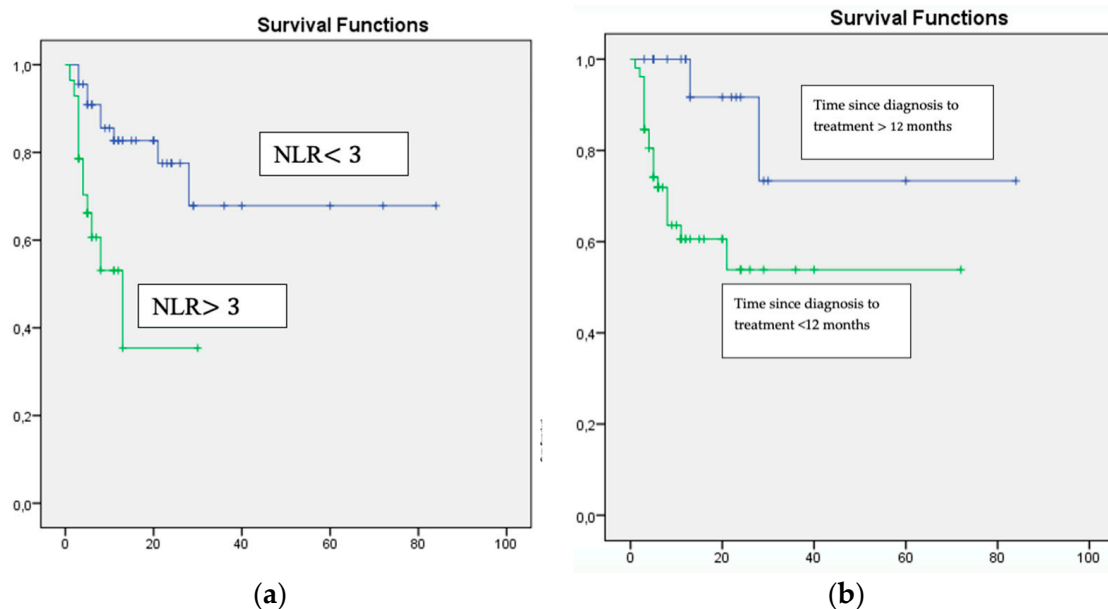 Survival Functions
1,0
0,8
0,6
0,4
0,2
0,0
NLR< 3
NLR> 3
0 20 40 60 80 100
(a)
Survival Functions
1,0
0,8
0,6
0,4
0,2
0,0
Time since diagnosis to
treatment > 12 months
Time since diagnosis to
treatment <12 months
0 20 40 60 80 100
(b)